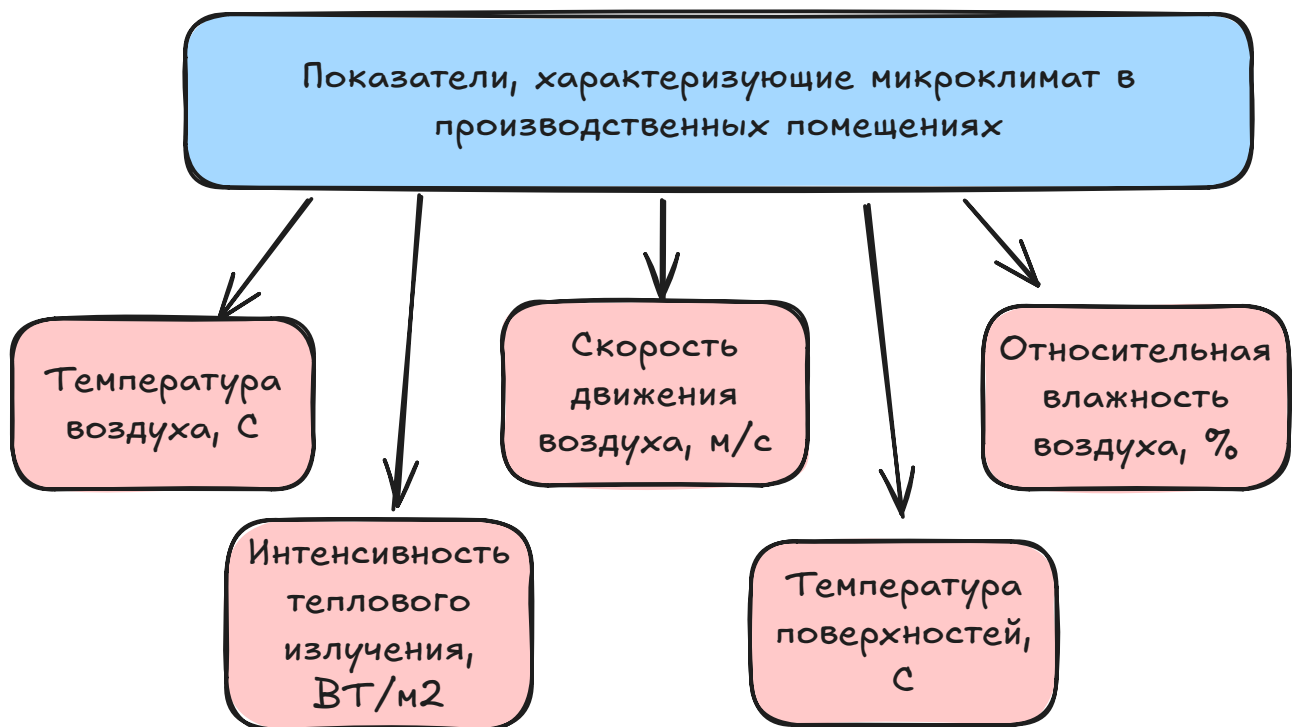 Показатели, характеризующие микроклимат в
производственных помещениях
Температура
воздуха, С
Скорость
движения
воздуха, м/с
Относительная
влажность
воздуха, %
Интенсивность
теплового
излучения,
ВТ/м2
Температура
поверхностей,
С